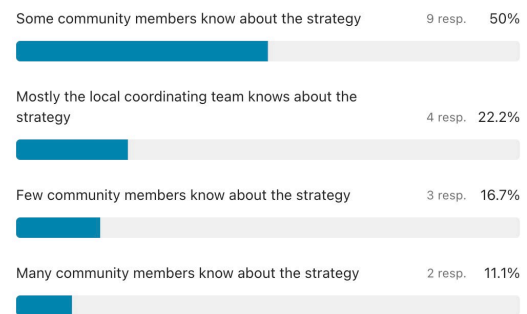 Some community members know about the strategy 9 resp. 50%
Mostly the local coordinating team knows about the
strategy 4 resp. 22.2%
Few community members know about the strategy 3 resp. 16.7%
Many community members know about the strategy 2 resp. 11.1%